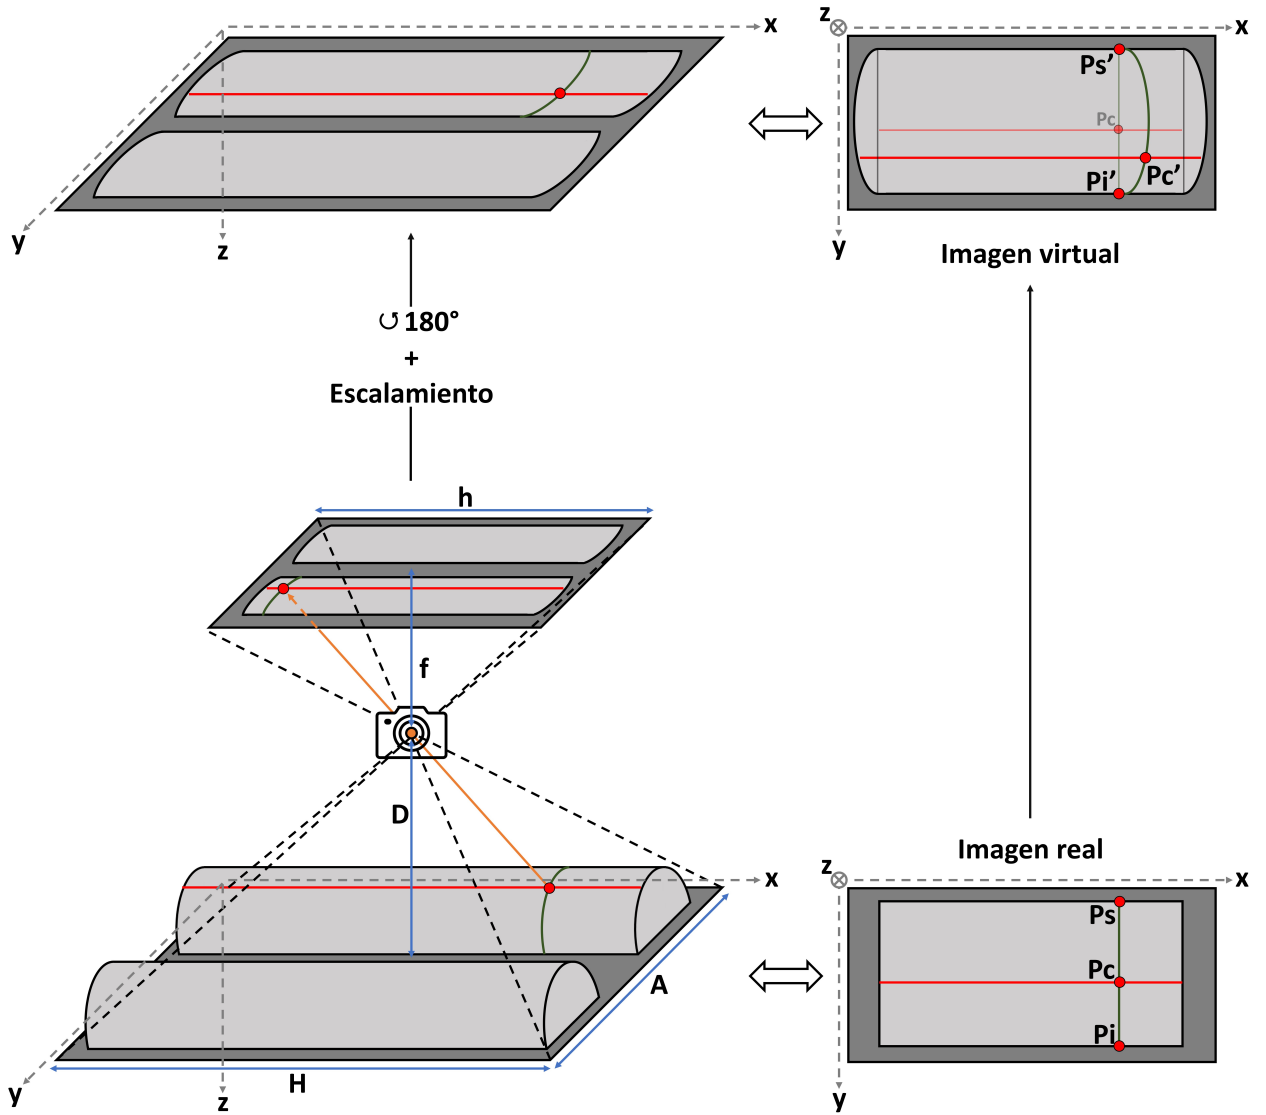 x
y
z
z
x
y
Ps’
Pc
Pi’
Pc’
Imagen virtual
180°
+
Escalamiento
h
f
D
x
y
z
H
A
Imagen real
z
x
y
Ps
Pc
Pi